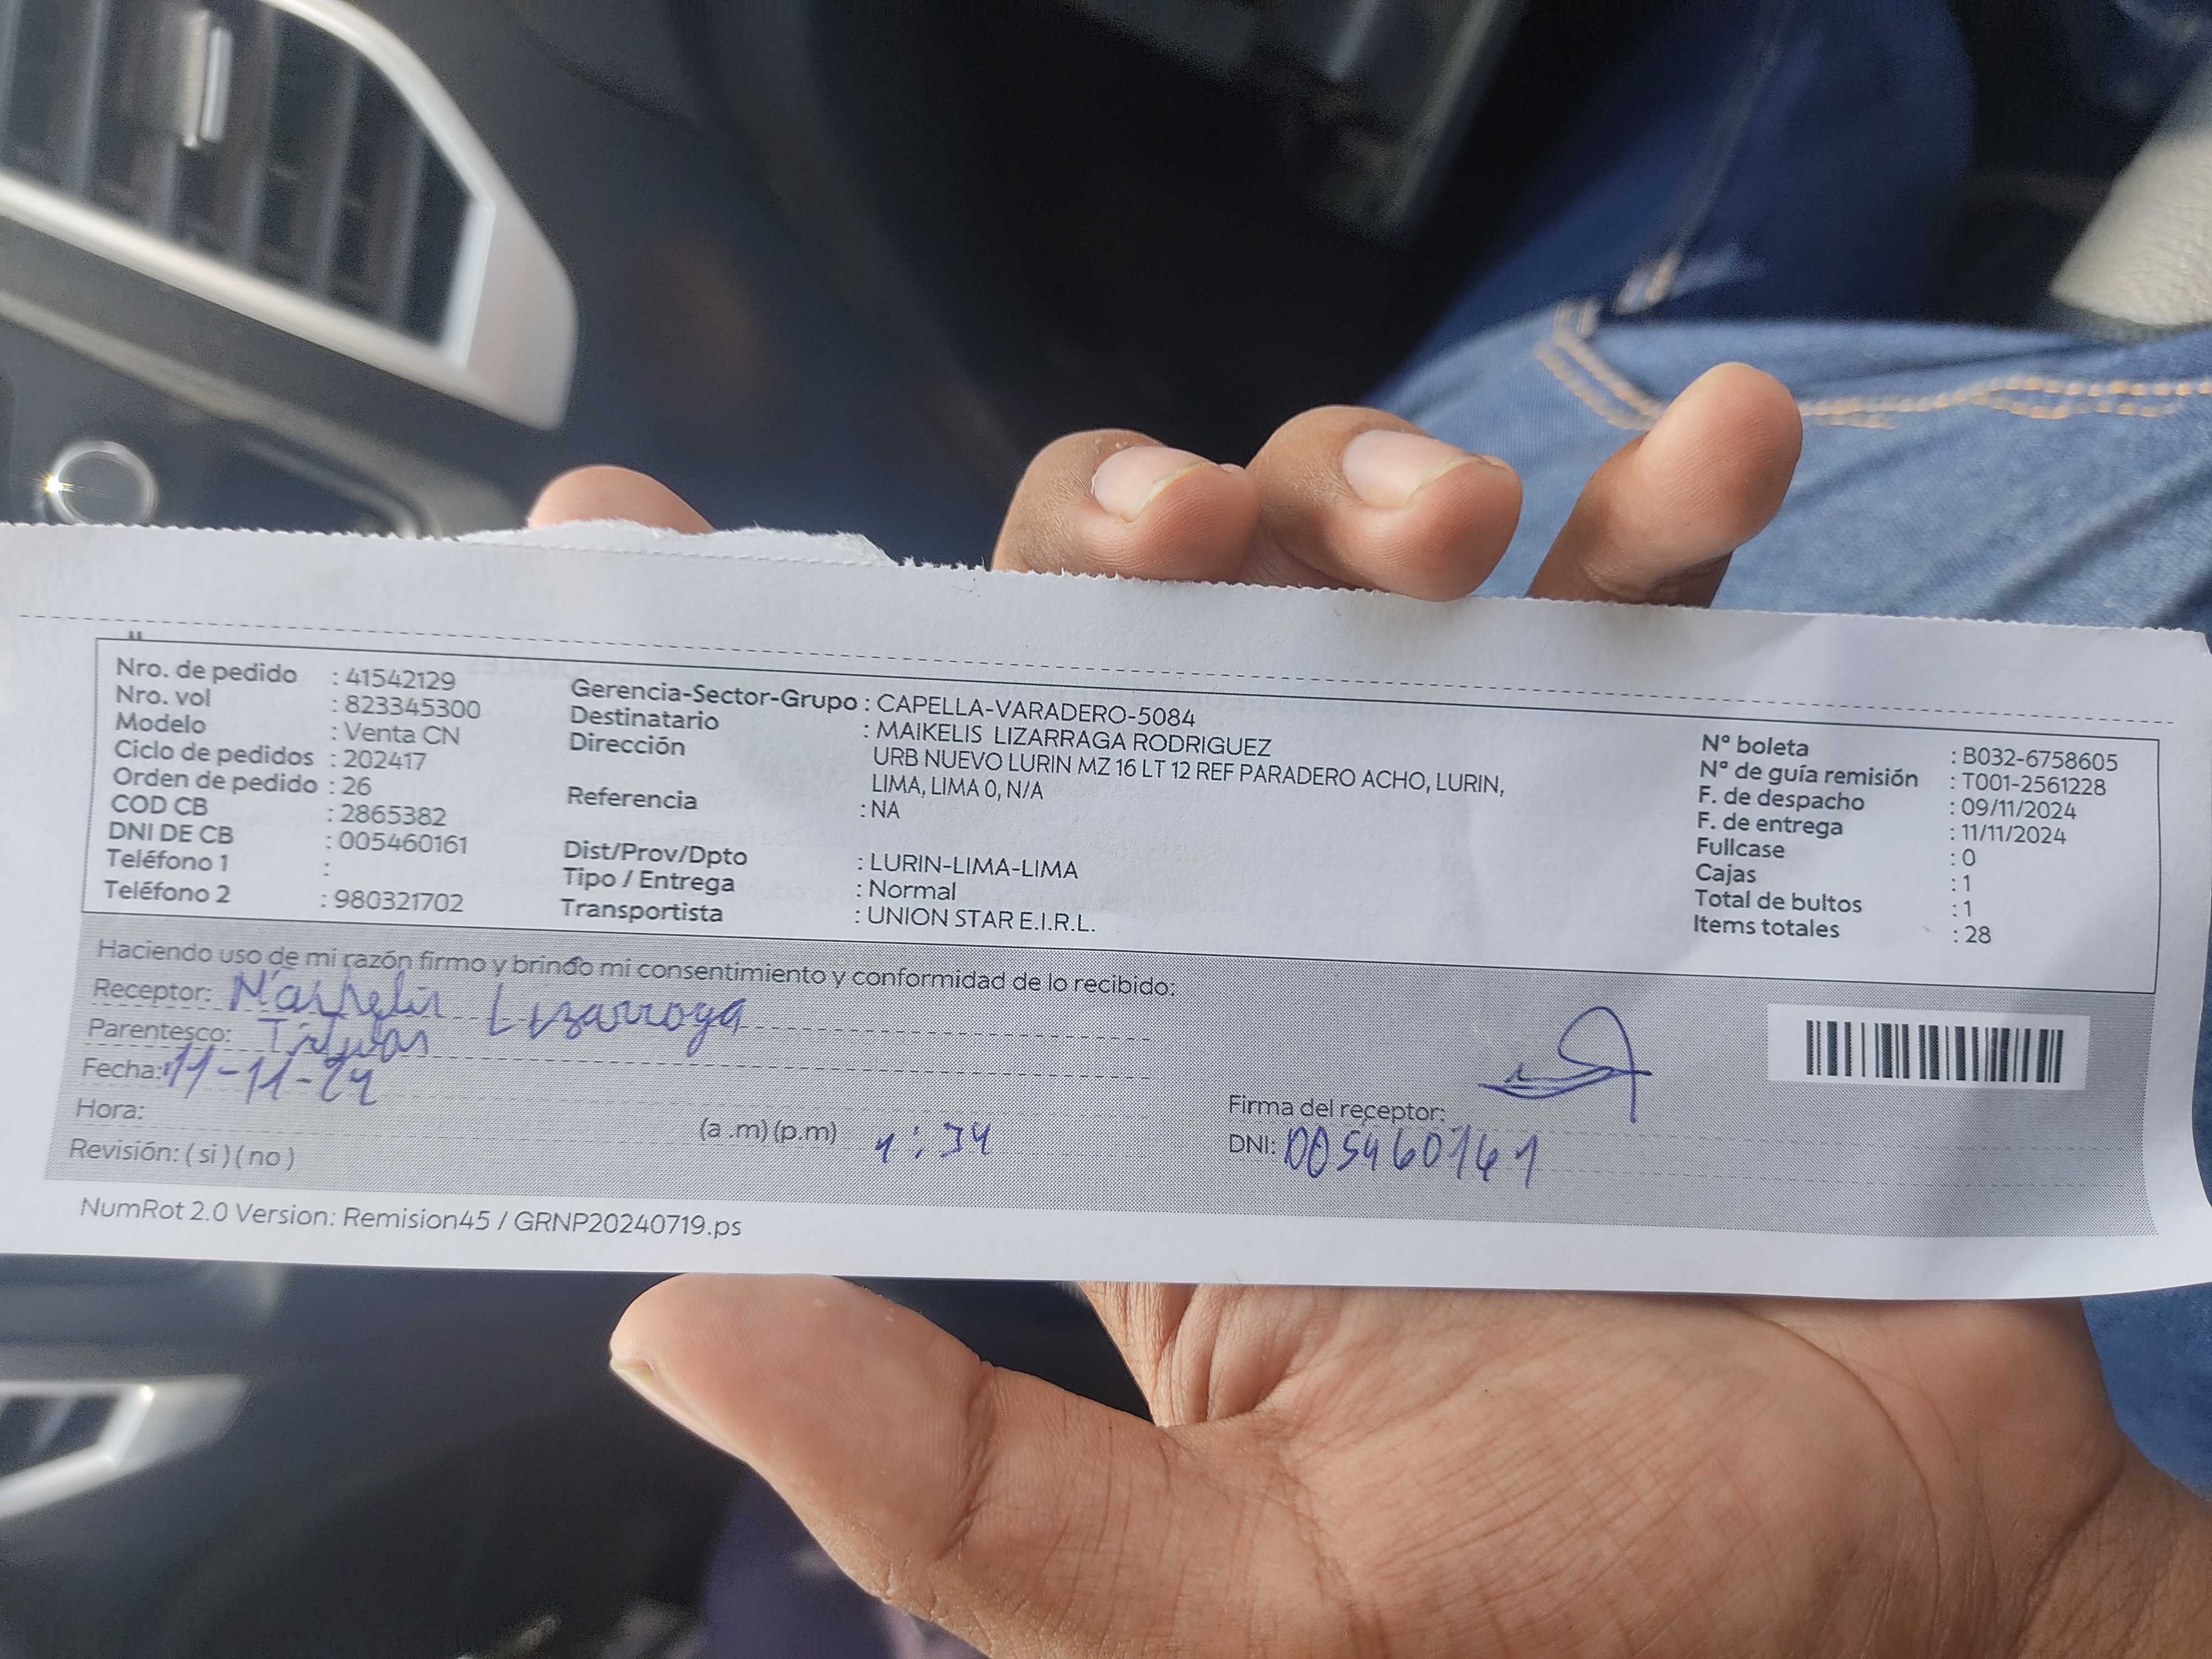 Nro. de pedido : 41542129
Nro. vol : 823345300
Modelo : Venta CN
Ciclo de pedidos : 202417
Orden de pedido : 26
COD CB : 2865382
DNI DE CB : 005460161
Teléfono 1 :
Teléfono 2 : 980321702
Gerencia-Sector-Grupo : CAPELLA-VARADERO-5084
Destinatario : MAIKELIS LIZARRAGA RODRIGUEZ
Dirección URB NUEVO LURIN MZ 16 LT 12 REF PARADERO ACHO, LURIN,
LIMA, LIMA 0, N/A
Referencia : NA
Dist/Prov/Dpto : LURIN-LIMA-LIMA
Tipo / Entrega : Normal
Transportista : UNION STAR E.I.R.L.
N° boleta : B032-6758605
N° de guía remisión : T001-2561228
F. de despacho : 09/11/2024
F. de entrega : 11/11/2024
Fullcase : 0
Cajas : 1
Total de bultos : 1
Items totales : 28
Haciendo uso de mi razón firmo y brindo mi consentimiento y conformidad de lo recibido:
Receptor: Maikelis Lizarraga
Parentesco:
Fecha: 11-11-24
Hora: (a .m) (p.m) 1:34
Revisión: ( si ) ( no )
Firma del receptor:
DNI: 005460161
NumRot 2.0 Version: Remision45 / GRNP20240719.ps